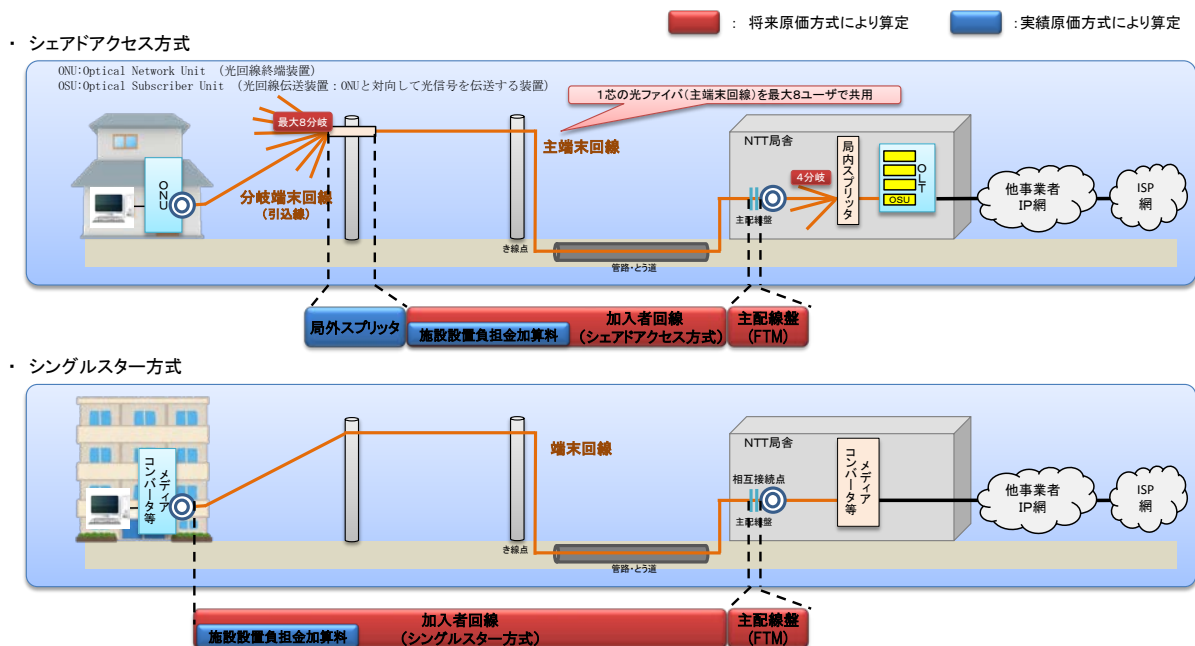 ： 将来原価方式により算定
：実績原価方式により算定
・ シェアドアクセス方式
ONU:Optical Network Unit （光回線終端装置）
OSU:Optical Subscriber Unit （光回線伝送装置：ONUと対向して光信号を伝送する装置）
1芯の光ファイバ（主端末回線）を最大8ユーザで共用
最大8分岐
主端末回線
NTT局舎
ONU
分岐端末回線
（引込線）
4分岐
局内スプリッタ
OLT
OSU
他事業者
IP網
ISP
網
主配線盤
き線点
管路・とう道
局外スプリッタ
加入者回線
（シェアドアクセス方式）
施設設置負担金加算料
主配線盤
（FTM）
・ シングルスター方式
端末回線
NTT局舎
メディア
コンバータ等
相互接続点
主配線盤
メディア
コンバータ等
他事業者
IP網
ISP
網
き線点
管路・とう道
加入者回線
（シングルスター方式）
施設設置負担金加算料
主配線盤
（FTM）